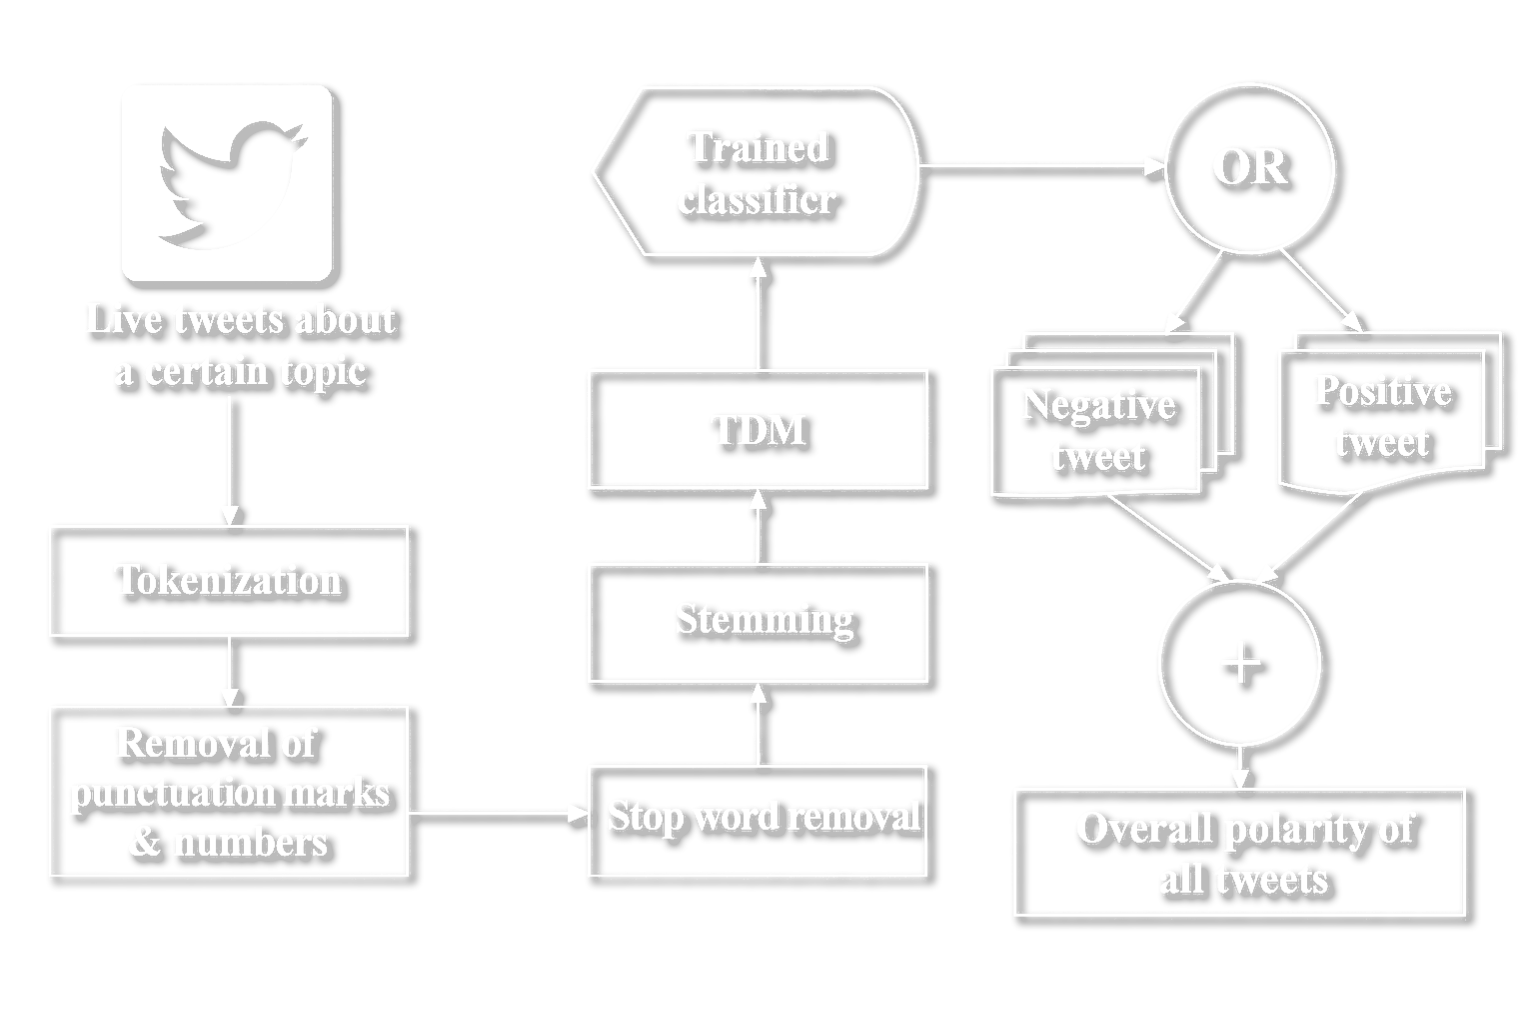 Live tweets about
a certain topic
Tokenization
Removal of
punctuation marks
& numbers
Stop word removal
Stemming
TDM
Trained
classifier
OR
Negative
tweet
Positive
tweet
+
Overall polarity of
all tweets